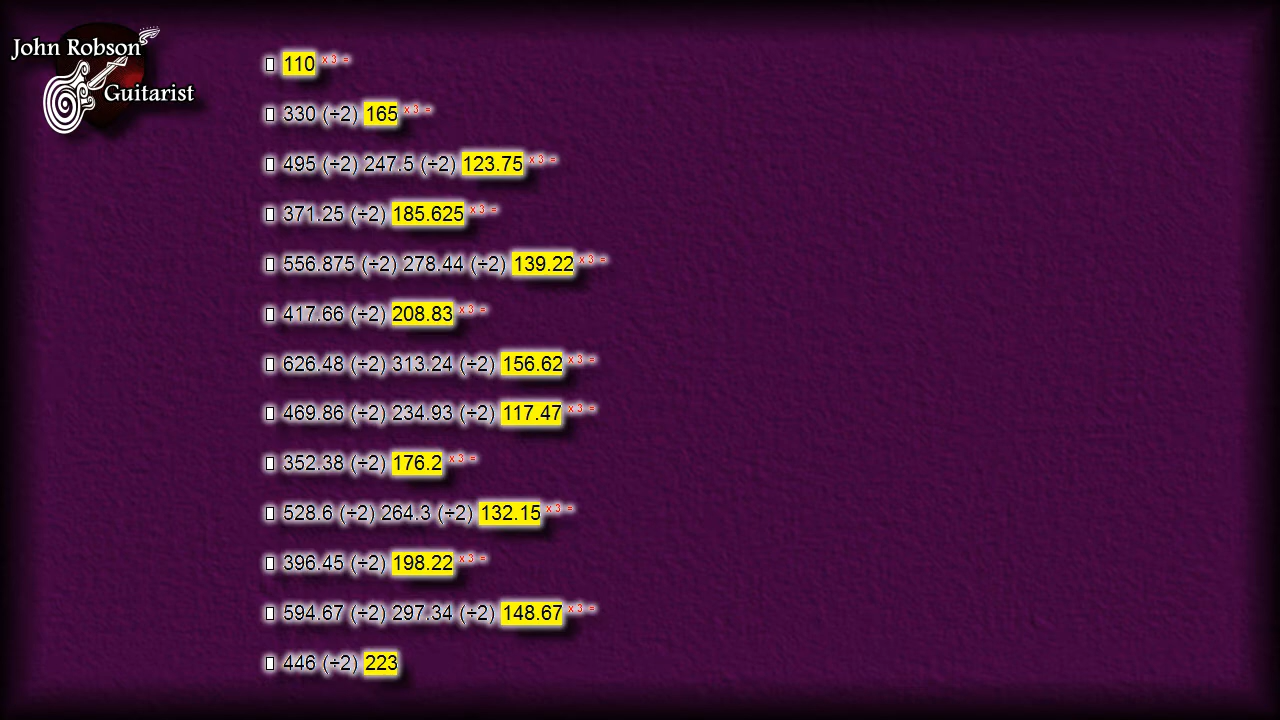 John Robson
Guitarist
110 x 3 =
330 (÷2) 165 x 3 =
495 (÷2) 247.5 (÷2) 123.75 x 3 =
371.25 (÷2) 185.625 x 3 =
556.875 (÷2) 278.44 (÷2) 139.22 x 3 =
417.66 (÷2) 208.83 x 3 =
626.48 (÷2) 313.24 (÷2) 156.62 x 3 =
469.86 (÷2) 234.93 (÷2) 117.47 x 3 =
352.38 (÷2) 176.2 x 3 =
528.6 (÷2) 264.3 (÷2) 132.15 x 3 =
396.45 (÷2) 198.22 x 3 =
594.67 (÷2) 297.34 (÷2) 148.67 x 3 =
446 (÷2) 223